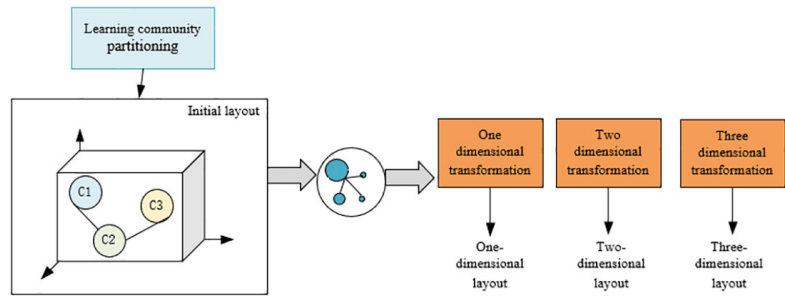 Learning community
partitioning
Initial layout
C1
C3
C2
One
dimensional
transformation
Two
dimensional
transformation
Three
dimensional
transformation
One-
dimensional
layout
Two-
dimensional
layout
Three-
dimensional
layout